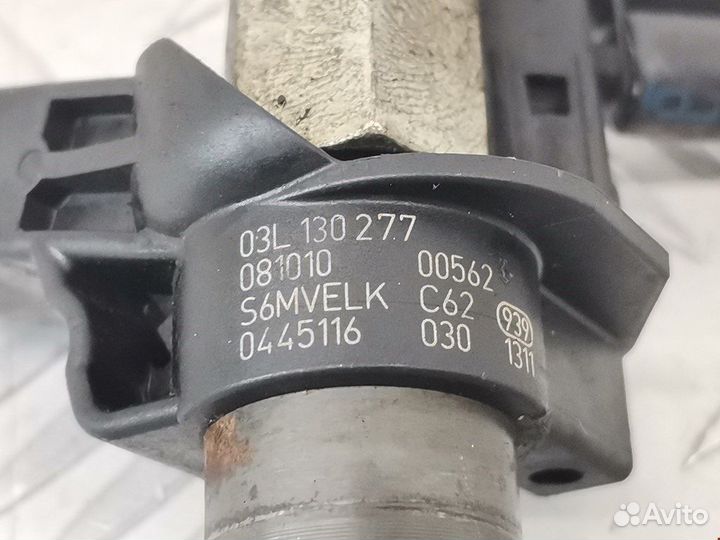 03L 130 277
081010 00562
S6MVELK C62 939
0445116 030 1311
Avito